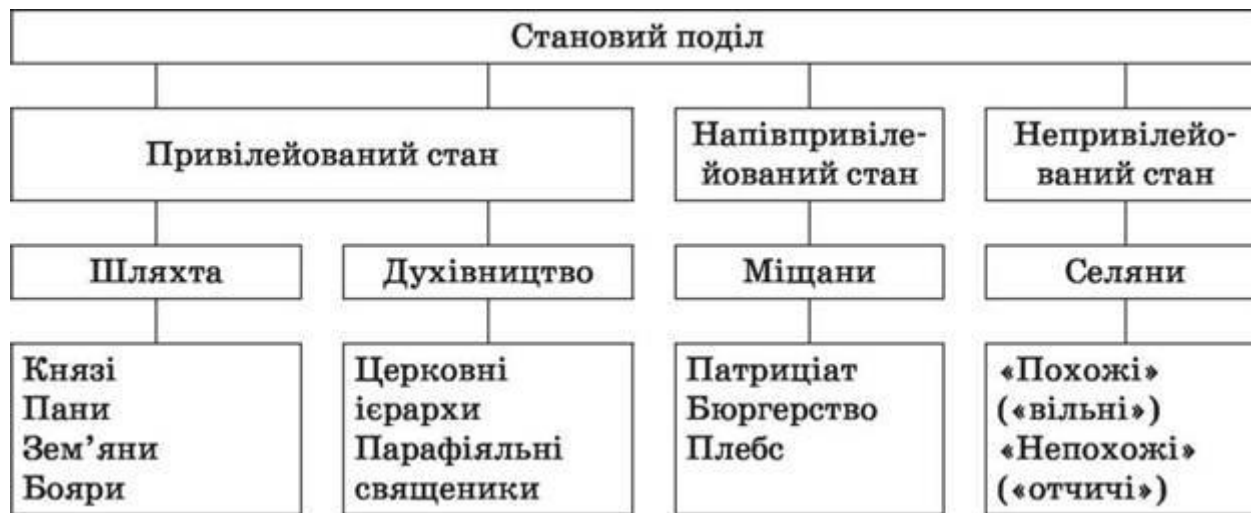 Становий поділ
Привілейований стан
Напівпривіле-
йований стан
Непривілейо-
ваний стан
Шляхта
Духівництво
Міщани
Селяни
Князі
Пани
Зем’яни
Бояри
Церковні
ієрархи
Парафіяльні
священики
Патриціат
Бюргерство
Плебс
«Похожі»
(«вільні»)
«Непохожі»
(«отчичі»)